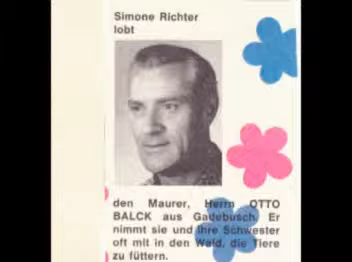 Simone Richter
lobt
den Maurer, Herrn OTTO
BALCK aus Gadebusch. Er
nimmt sie und ihre Schwester
oft mit in den Wald, die Tiere
zu füttern.